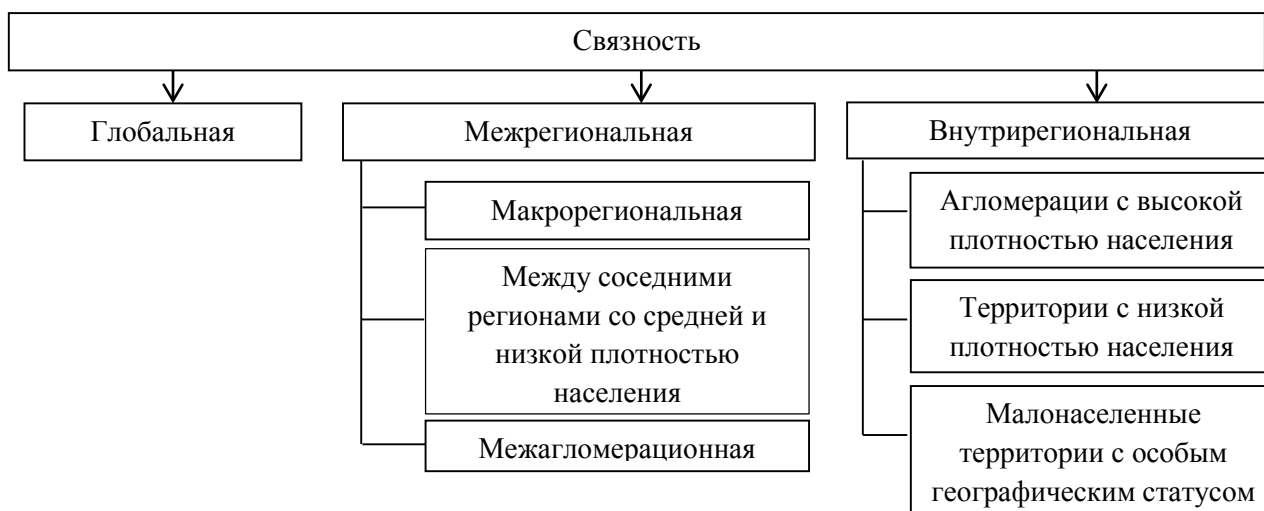 Связность
Глобальная
Межрегиональная
Макрорегиональная
Между соседними
регионами со средней и
низкой плотностью
населения
Межагломерационная
Внутрирегиональная
Агломерации с высокой
плотностью населения
Территории с низкой
плотностью населения
Малонаселенные
территории с особым
географическим статусом